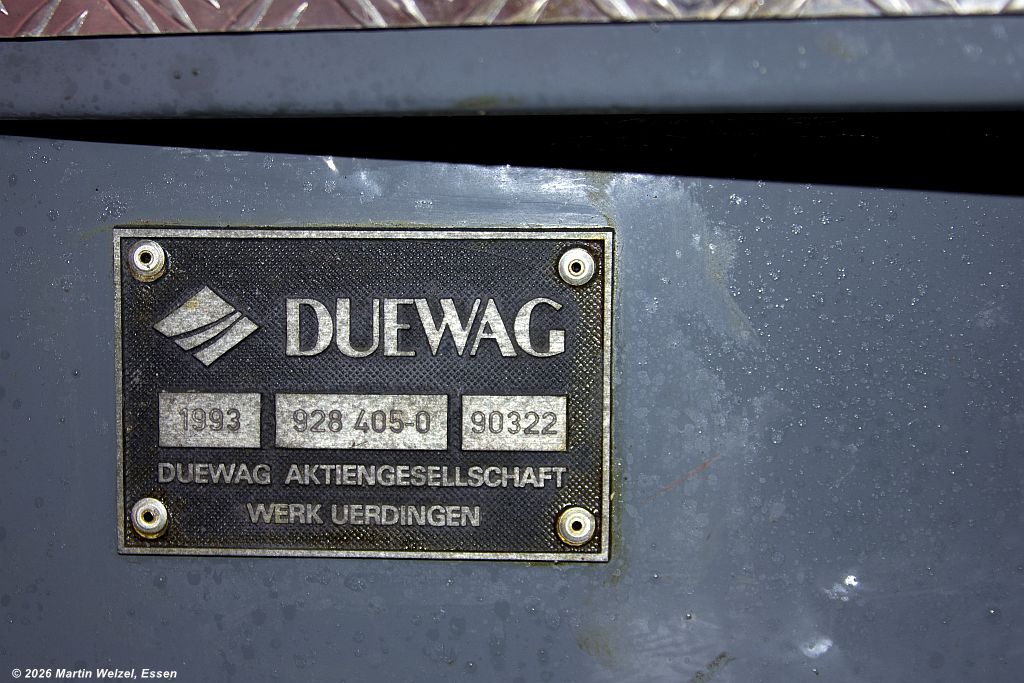 DUEWAG
1993 928 405-0 90322
DUEWAG AKTIENGESELLSCHAFT
WERK UERDINGEN
© 2026 Martin Welzel, Essen